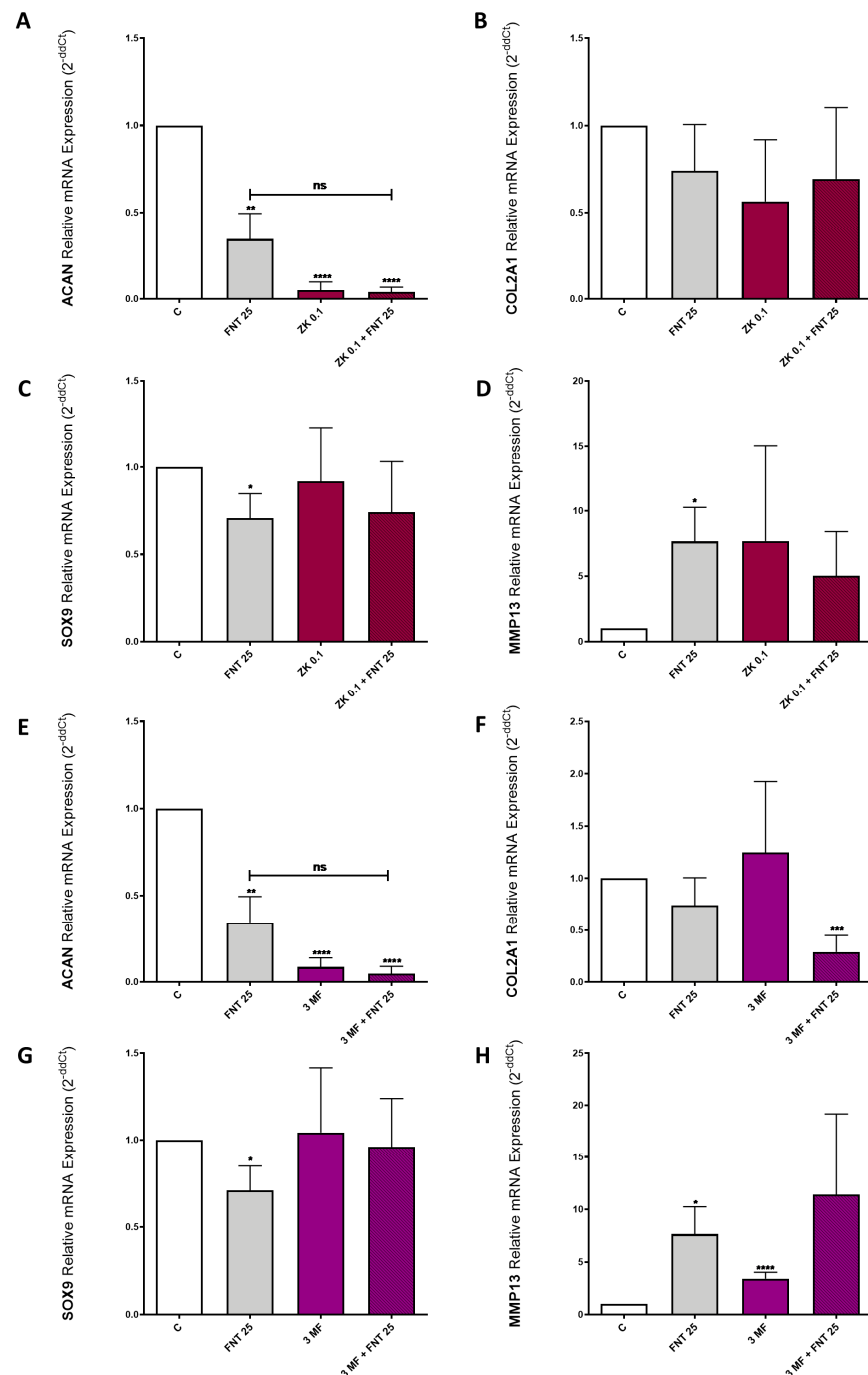 A
ACAN Relative mRNA Expression (2-ddCt)
1.5
1.0
0.5
0.0
ns
**
****
****
C
FNT 25
ZK 0.1
ZK 0.1 + FNT 25
B
COL2A1 Relative mRNA Expression (2-ddCt)
1.5
1.0
0.5
0.0
C
FNT 25
ZK 0.1
ZK 0.1 + FNT 25
C
SOX9 Relative mRNA Expression (2-ddCt)
1.5
1.0
0.5
0.0
*
C
FNT 25
ZK 0.1
ZK 0.1 + FNT 25
D
MMP13 Relative mRNA Expression (2-ddCt)
20
15
10
5
0
*
C
FNT 25
ZK 0.1
ZK 0.1 + FNT 25
E
ACAN Relative mRNA Expression (2-ddCt)
1.5
1.0
0.5
0.0
ns
**
****
****
C
FNT 25
3 MF
3 MF + FNT 25
F
COL2A1 Relative mRNA Expression (2-ddCt)
2.5
2.0
1.5
1.0
0.5
0.0
***
C
FNT 25
3 MF
3 MF + FNT 25
G
SOX9 Relative mRNA Expression (2-ddCt)
1.5
1.0
0.5
0.0
*
C
FNT 25
3 MF
3 MF + FNT 25
H
MMP13 Relative mRNA Expression (2-ddCt)
25
20
15
10
5
0
*
****
C
FNT 25
3 MF
3 MF + FNT 25